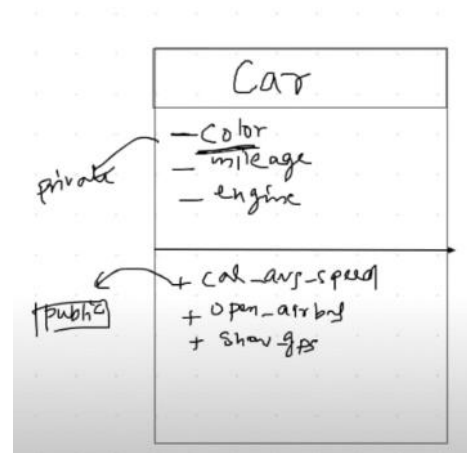 Car
- Color
- mileage
- engine
private
+ cal_avg_speed
+ open_airbag
+ show_gps
public